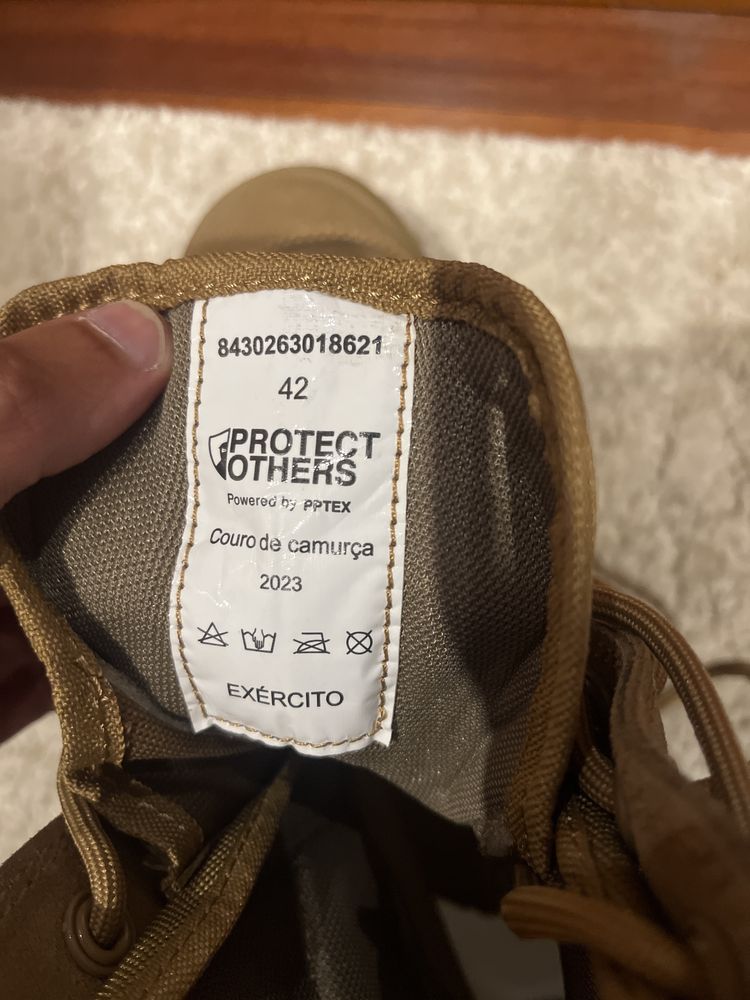 8430263018621
42
PROTECT
OTHERS
Powered by PPTEX
Couro de camurça
2023
EXÉRCITO